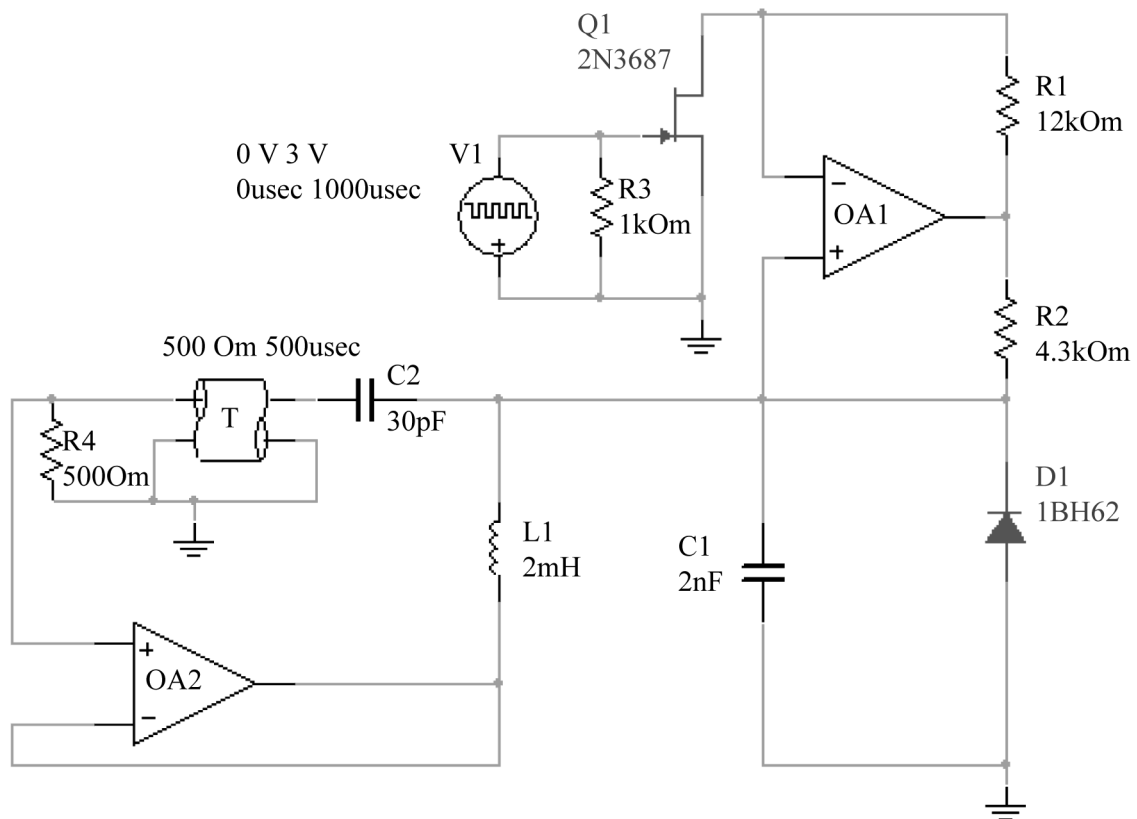 Q1
2N3687
R1
12kOm
0 V 3 V
0usec 1000usec
V1
+
R3
1kOm
−
OA1
+
R2
4.3kOm
500 Om 500usec
C2
30pF
T
R4
500Om
D1
1BH62
L1
2mH
C1
2nF
+
OA2
−